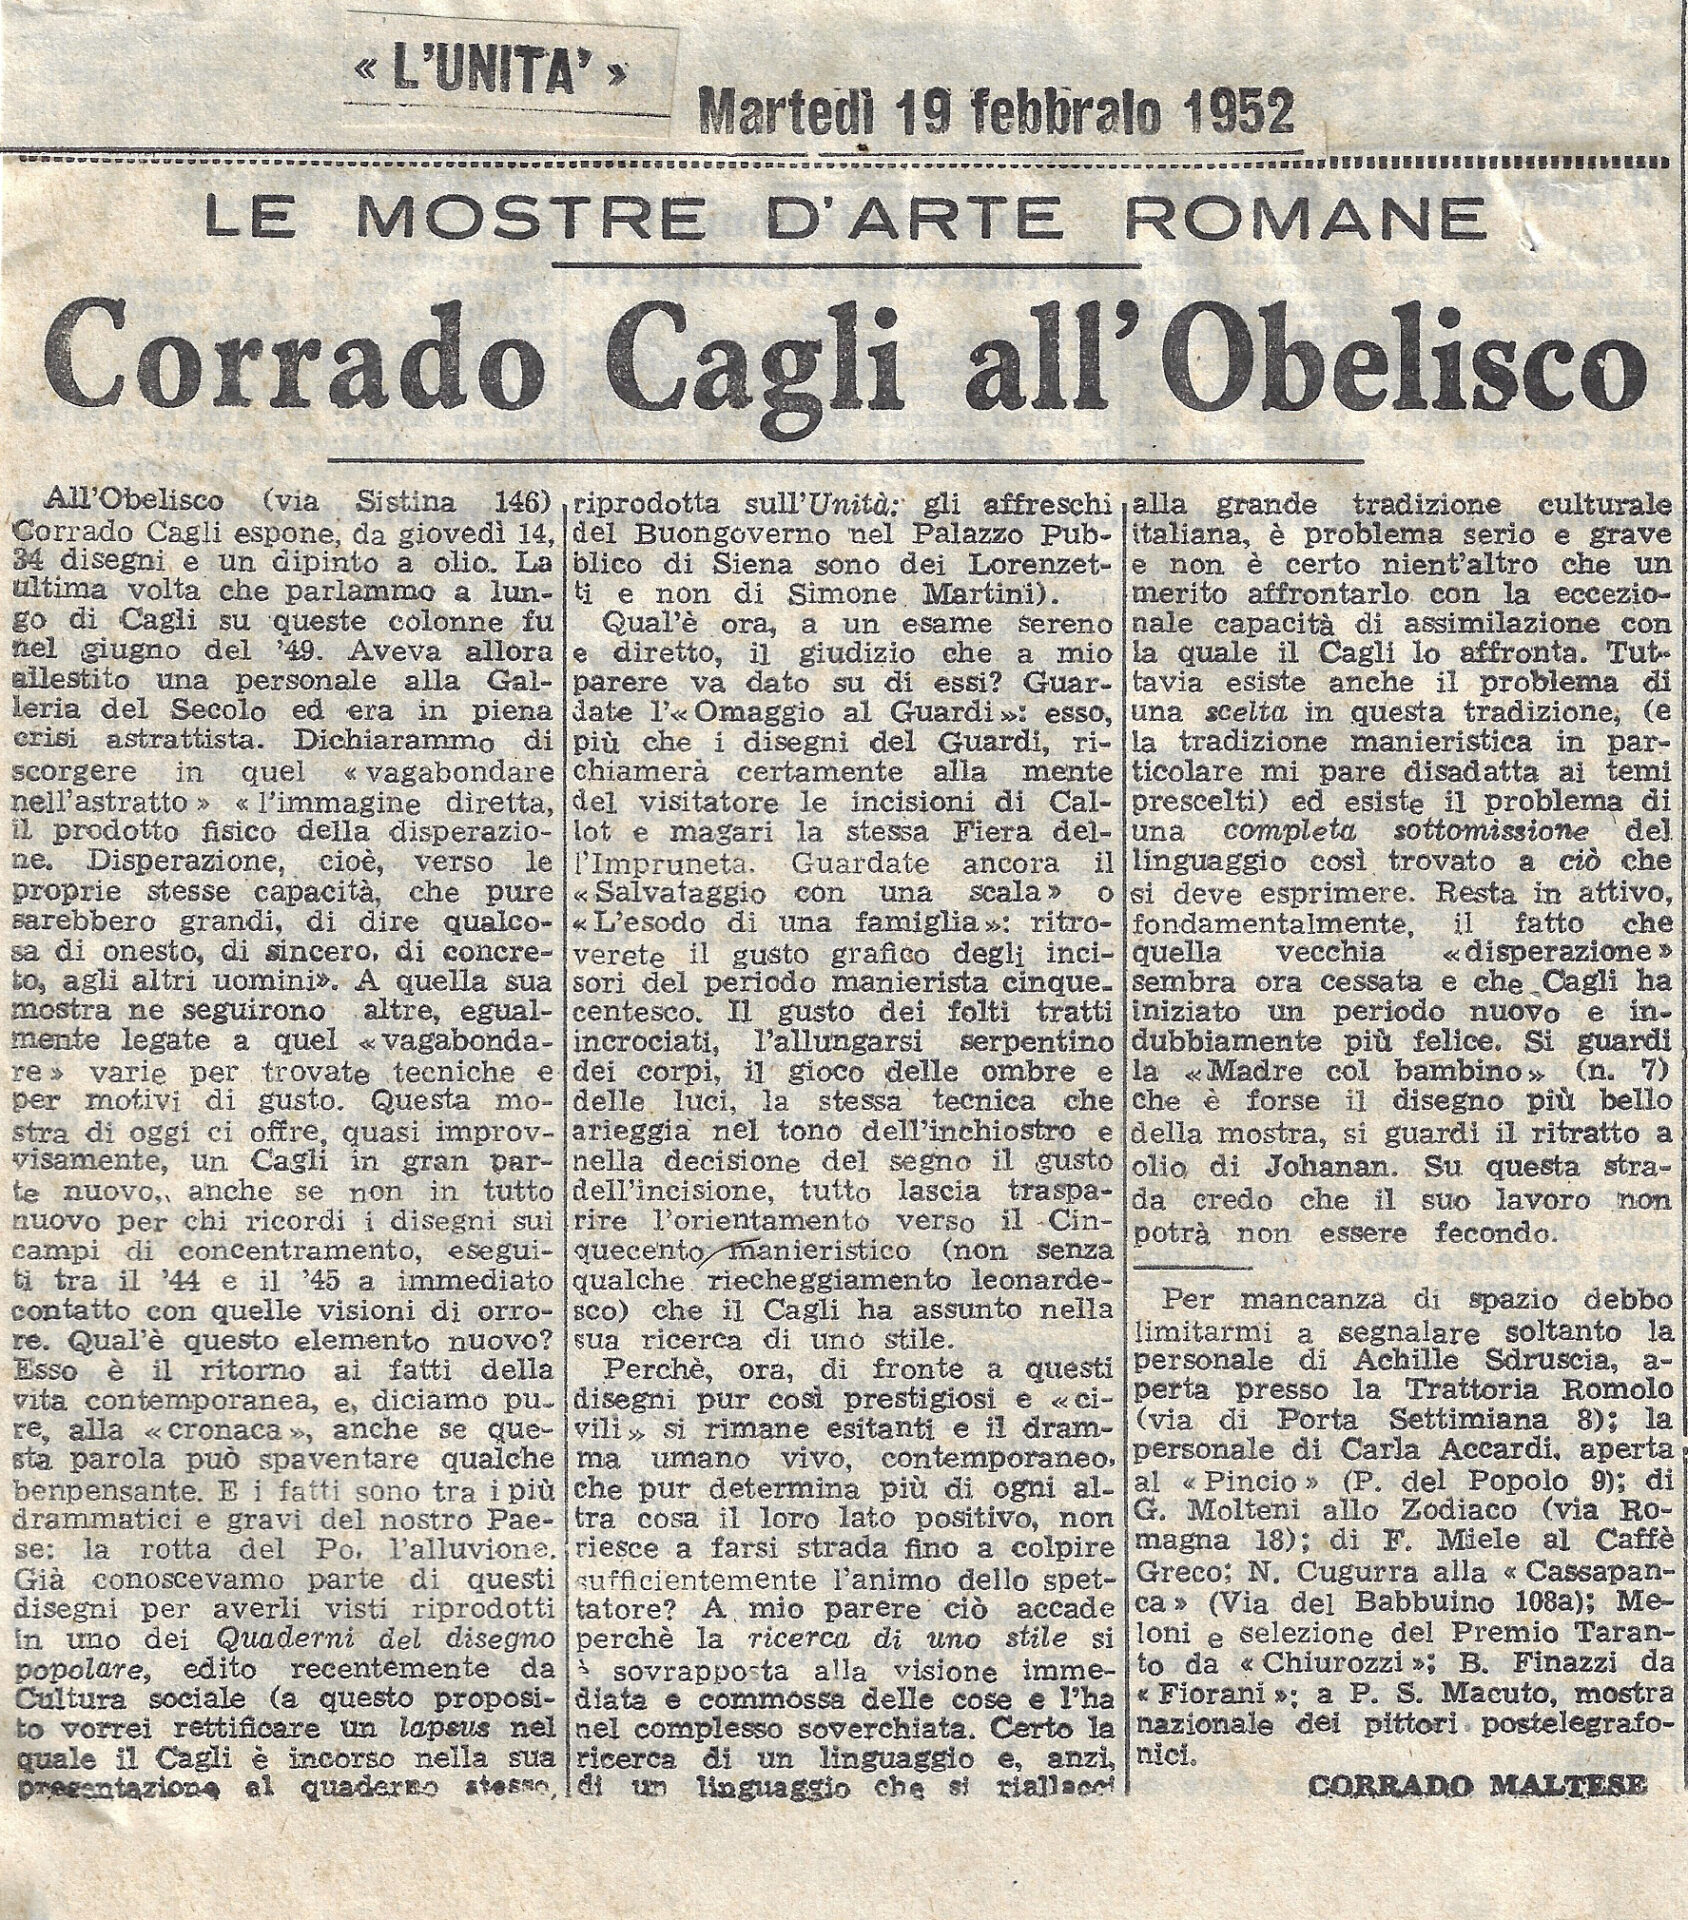 « L'UNITA' »
Martedì 19 febbraio 1952
LE MOSTRE D'ARTE ROMANE
Corrado Cagli all'Obelisco
All'Obelisco (via Sistina 146)
Corrado Cagli espone, da giovedì 14,
34 disegni e un dipinto a olio. La
ultima volta che parlammo a lun-
go di Cagli su queste colonne fu
nel giugno del '49. Aveva allora
allestito una personale alla Gal-
leria del Secolo ed era in piena
crisi astrattista. Dichiarammo di
scorgere in quel « vagabondare
nell'astratto » « l'immagine diretta,
il prodotto fisico della disperazio-
ne. Disperazione, cioè, verso le
proprie stesse capacità, che pure
sarebbero grandi, di dire qualco-
sa di onesto, di sincero, di concre-
to, agli altri uomini». A quella sua
mostra ne seguirono altre, egual-
mente legate a quel « vagabonda-
re » varie per trovate tecniche e
per motivi di gusto. Questa mo-
stra di oggi ci offre, quasi improv-
visamente, un Cagli in gran par-
te nuovo, anche se non in tutto
nuovo per chi ricordi i disegni sui
campi di concentramento, esegui-
ti tra il '44 e il '45 a immediato
contatto con quelle visioni di orro-
re. Qual'è questo elemento nuovo?
Esso è il ritorno ai fatti della
vita contemporanea, e, diciamo pu-
re, alla « cronaca », anche se que-
sta parola può spaventare qualche
benpensante. E i fatti sono tra i più
drammatici e gravi del nostro Pae-
se: la rotta del Po, l'alluvione.
Già conoscevamo parte di questi
disegni per averli visti riprodotti
in uno dei Quaderni del disegno
popolare, edito recentemente da
Cultura sociale (a questo proposi-
to vorrei rettificare un lapsus nel
quale il Cagli è incorso nella sua
presentazione al quaderno stesso,
riprodotta sull'Unità: gli affreschi
del Buongoverno nel Palazzo Pub-
blico di Siena sono dei Lorenzet-
ti e non di Simone Martini).
Qual'è ora, a un esame sereno
e diretto, il giudizio che a mio
parere va dato su di essi? Guar-
date l'« Omaggio al Guardi »: esso,
più che i disegni del Guardi, ri-
chiamerà certamente alla mente
del visitatore le incisioni di Cal-
lot e magari la stessa Fiera del-
l'Impruneta. Guardate ancora il
« Salvataggio con una scala » o
« L'esodo di una famiglia »: ritro-
verete il gusto grafico degli inci-
sori del periodo manierista cinque-
centesco. Il gusto dei folti tratti
incrociati, l'allungarsi serpentino
dei corpi, il gioco delle ombre e
delle luci, la stessa tecnica che
arieggia nel tono dell'inchiostro e
nella decisione del segno il gusto
dell'incisione, tutto lascia traspa-
rire l'orientamento verso il Cin-
quecento manieristico (non senza
qualche riecheggiamento leonarde-
sco) che il Cagli ha assunto nella
sua ricerca di uno stile.
Perchè, ora, di fronte a questi
disegni pur così prestigiosi e « ci-
vili » si rimane esitanti e il dram-
ma umano vivo, contemporaneo,
che pur determina più di ogni al-
tra cosa il loro lato positivo, non
riesce a farsi strada fino a colpire
sufficientemente l'animo dello spet-
tatore? A mio parere ciò accade
perchè la ricerca di uno stile si
è sovrapposta alla visione imme-
diata e commossa delle cose e l'ha
nel complesso soverchiata. Certo la
ricerca di un linguaggio e, anzi,
di un linguaggio che si riallacci
alla grande tradizione culturale
italiana, è problema serio e grave
e non è certo nient'altro che un
merito affrontarlo con la eccezio-
nale capacità di assimilazione con
la quale il Cagli lo affronta. Tut-
tavia esiste anche il problema di
una scelta in questa tradizione, (e
la tradizione manieristica in par-
ticolare mi pare disadatta ai temi
prescelti) ed esiste il problema di
una completa sottomissione del
linguaggio così trovato a ciò che
si deve esprimere. Resta in attivo,
fondamentalmente, il fatto che
quella vecchia « disperazione »
sembra ora cessata e che Cagli ha
iniziato un periodo nuovo e in-
dubbiamente più felice. Si guardi
la « Madre col bambino » (n. 7)
che è forse il disegno più bello
della mostra, si guardi il ritratto a
olio di Johanan. Su questa stra-
da credo che il suo lavoro non
potrà non essere fecondo.
Per mancanza di spazio debbo
limitarmi a segnalare soltanto la
personale di Achille Sdruscia, a-
perta presso la Trattoria Romolo
(via di Porta Settimiana 8); la
personale di Carla Accardi, aperta
al « Pincio » (P. del Popolo 9); di
G. Molteni allo Zodiaco (via Ro-
magna 18); di F. Miele al Caffè
Greco; N. Cugurra alla « Cassapan-
ca » (Via del Babbuino 108a); Me-
loni e selezione del Premio Taran-
to da « Chiurozzi »; B. Finazzi da
« Fiorani »; a P. S. Macuto, mostra
nazionale dei pittori postelegrafo-
nici.
CORRADO MALTESE